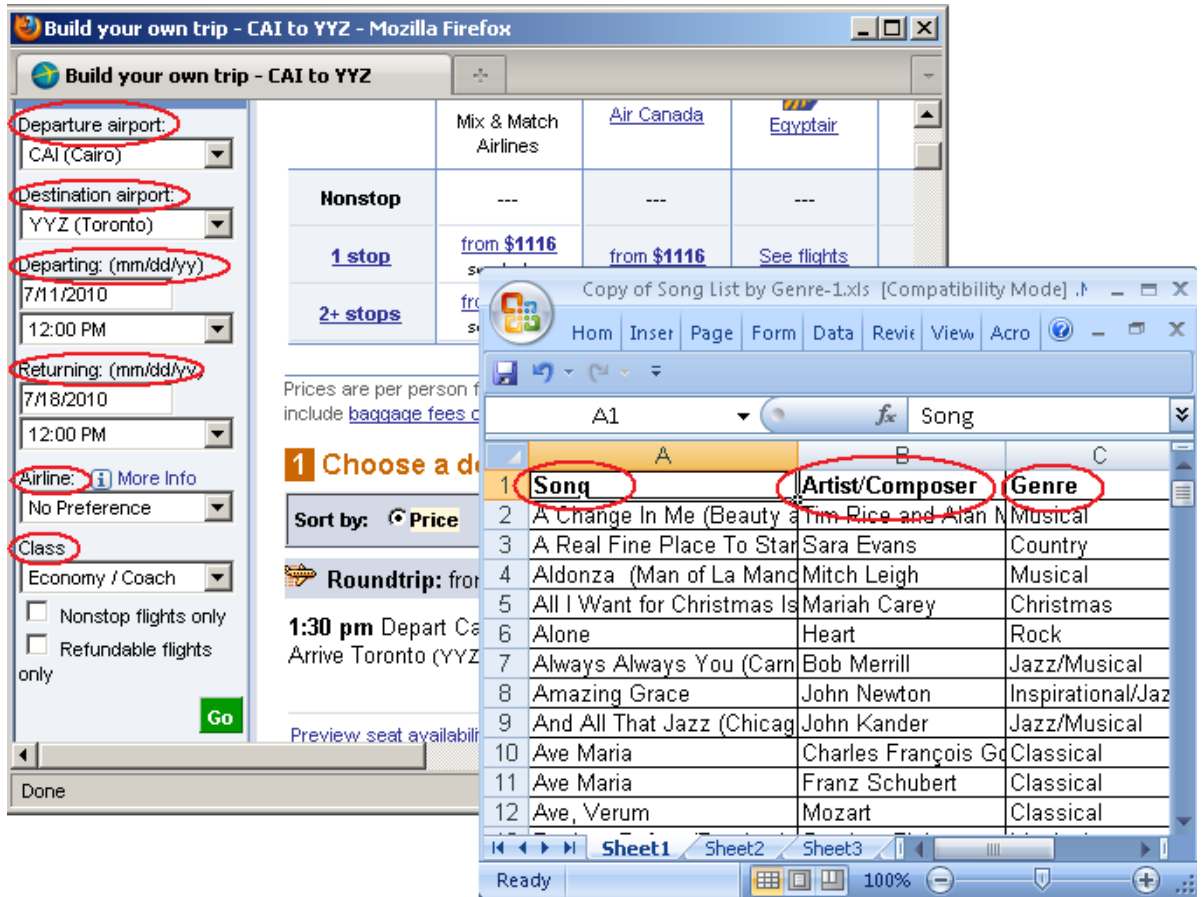 Build your own trip - CAI to YYZ - Mozilla Firefox
Build your own trip - CAI to YYZ
Departure airport:
CAI (Cairo)
Destination airport:
YYZ (Toronto)
Departing: (mm/dd/yy)
7/11/2010
12:00 PM
Returning: (mm/dd/yy)
7/18/2010
12:00 PM
Airline: More Info
No Preference
Class
Economy / Coach
Nonstop flights only
Refundable flights
only
Go
Mix & Match
Airlines
Air Canada
Egyptair
Nonstop --- --- ---
1 stop from $1116 from $1116 See flights
2+ stops
Prices are per person
include baggage fees
1 Choose a
Sort by: Price
Roundtrip:
1:30 pm Depart
Arrive Toronto (YYZ
Preview seat
Done
Copy of Song List by Genre-1.xls [Compatibility Mode]
Hom Inser Page Form Data Revie View Acro
A1 fx Song
A B C
1 Song Artist/Composer Genre
2 A Change In Me (Beauty a Tim Rice and Alan M Musical
3 A Real Fine Place To Star Sara Evans Country
4 Aldonza (Man of La Manc Mitch Leigh Musical
5 All I Want for Christmas Is Mariah Carey Christmas
6 Alone Heart Rock
7 Always Always You (Carn Bob Merrill Jazz/Musical
8 Amazing Grace John Newton Inspirational/Jaz
9 And All That Jazz (Chicag John Kander Jazz/Musical
10 Ave Maria Charles François Go Classical
11 Ave Maria Franz Schubert Classical
12 Ave, Verum Mozart Classical
Sheet1 Sheet2 Sheet3
Ready 100%